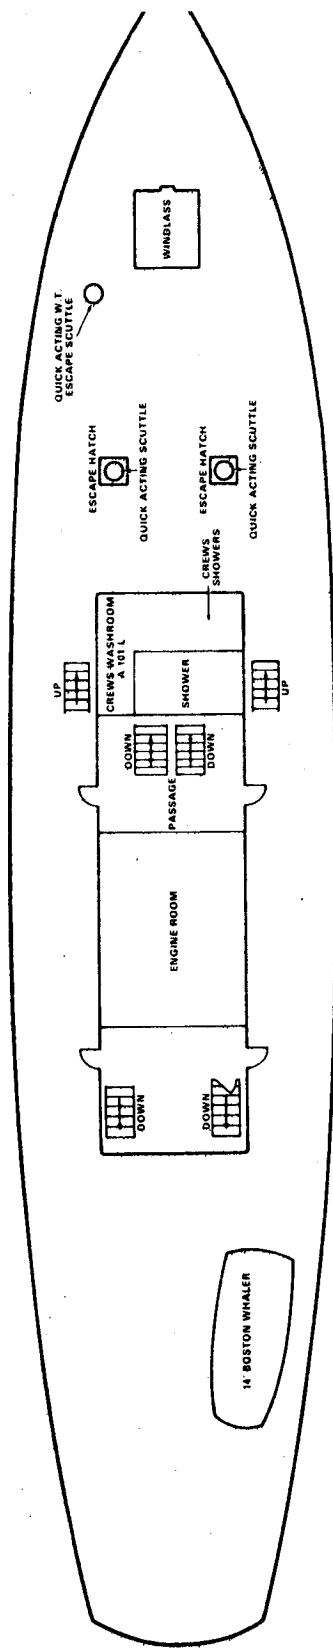 WINDLASS
QUICK ACTING W.T.
ESCAPE SCUTTLE
ESCAPE HATCH
QUICK ACTING SCUTTLE
ESCAPE HATCH
QUICK ACTING SCUTTLE
CREWS
SHOWERS
UP
CREWS WASHROOM
A 101 L
SHOWER
UP
DOWN
DOWN
PASSAGE
ENGINE ROOM
DOWN
DOWN
14' BOSTON WHALER